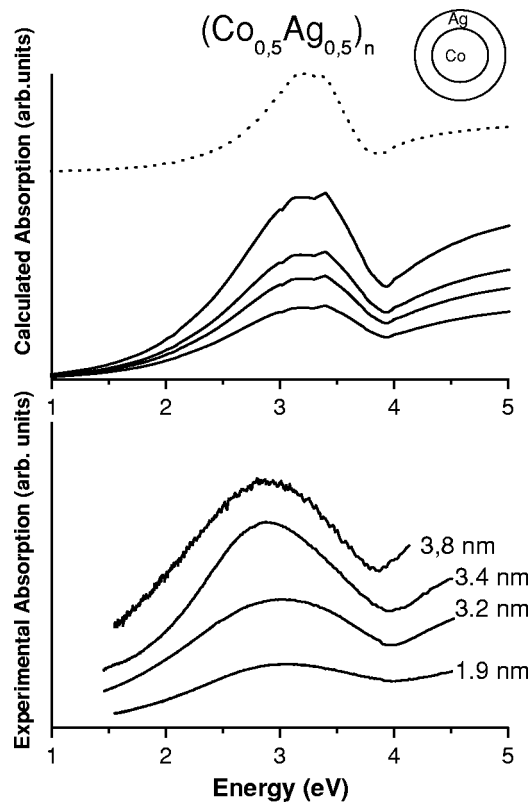 (Co0,5Ag0,5)n
Ag
Co
Calculated Absorption (arb.units)
1 2 3 4 5
Experimental Absorption (arb. units)
3,8 nm
3.4 nm
3.2 nm
1.9 nm
1 2 3 4 5
Energy (eV)